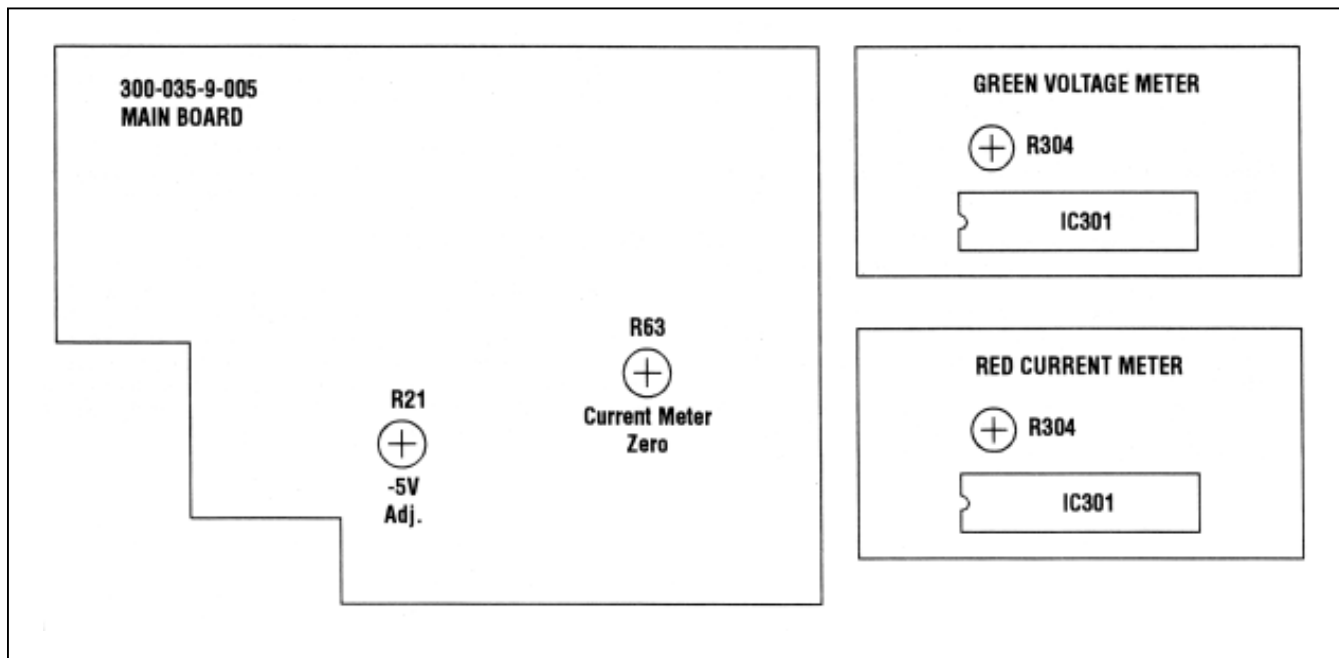 300-035-9-005
MAIN BOARD
R63
Current Meter
Zero
R21
-5V
Adj.
GREEN VOLTAGE METER
R304
IC301
RED CURRENT METER
R304
IC301